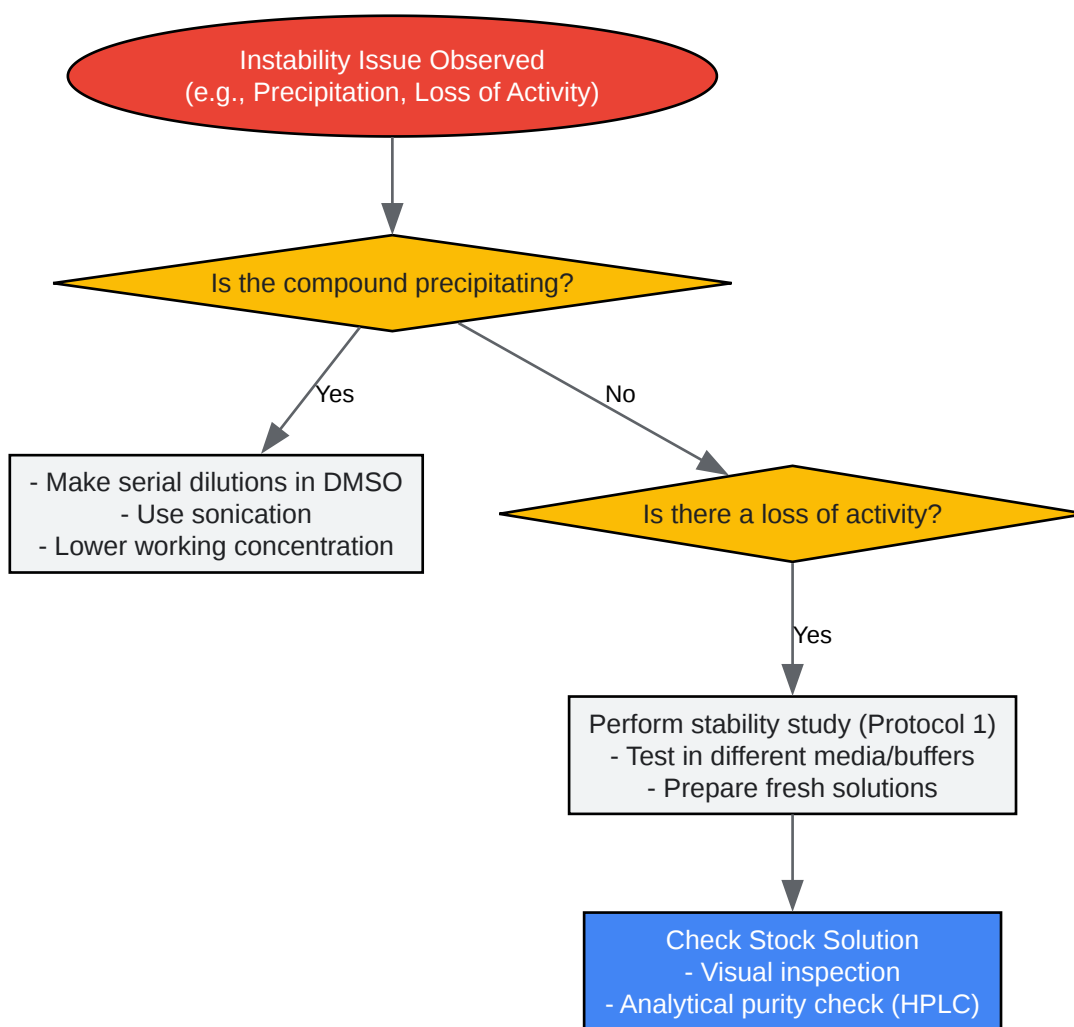 Instability Issue Observed
(e.g., Precipitation, Loss of Activity)
Is the compound precipitating?
Yes
No
- Make serial dilutions in DMSO
- Use sonication
- Lower working concentration
Is there a loss of activity?
Yes
Perform stability study (Protocol 1)
- Test in different media/buffers
- Prepare fresh solutions
Check Stock Solution
- Visual inspection
- Analytical purity check (HPLC)